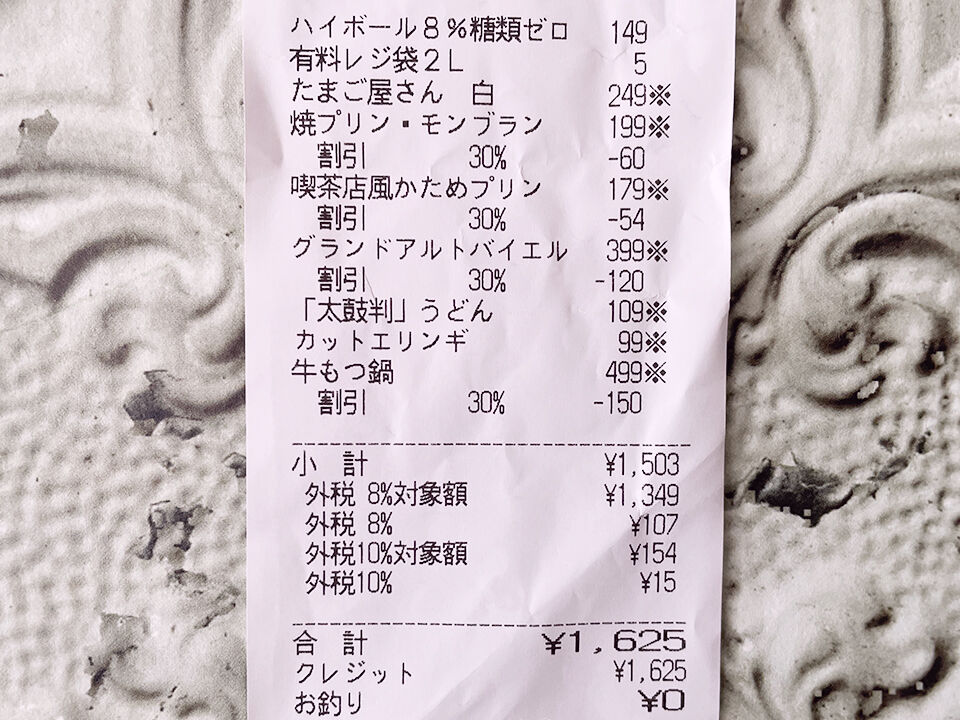 ハイボール8%糖類ゼロ 149
有料レジ袋2L 5
たまご屋さん 白 249※
焼プリン・モンブラン 199※
割引 30% -60
喫茶店風かためプリン 179※
割引 30% -54
グランドアルトバイエル 399※
割引 30% -120
「太鼓判」うどん 109※
カットエリンギ 99※
牛もつ鍋 499※
割引 30% -150
小 計 ¥1,503
外税 8%対象額 ¥1,349
外税 8% ¥107
外税10%対象額 ¥154
外税10% ¥15
合 計 ¥1,625
クレジット ¥1,625
お釣り ¥0